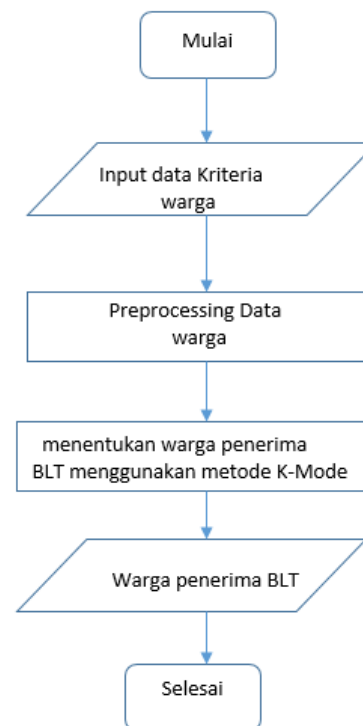 Mulai
Input data Kriteria
warga
Preprocessing Data
warga
menentukan warga penerima
BLT menggunakan metode K-Mode
Warga penerima BLT
Selesai